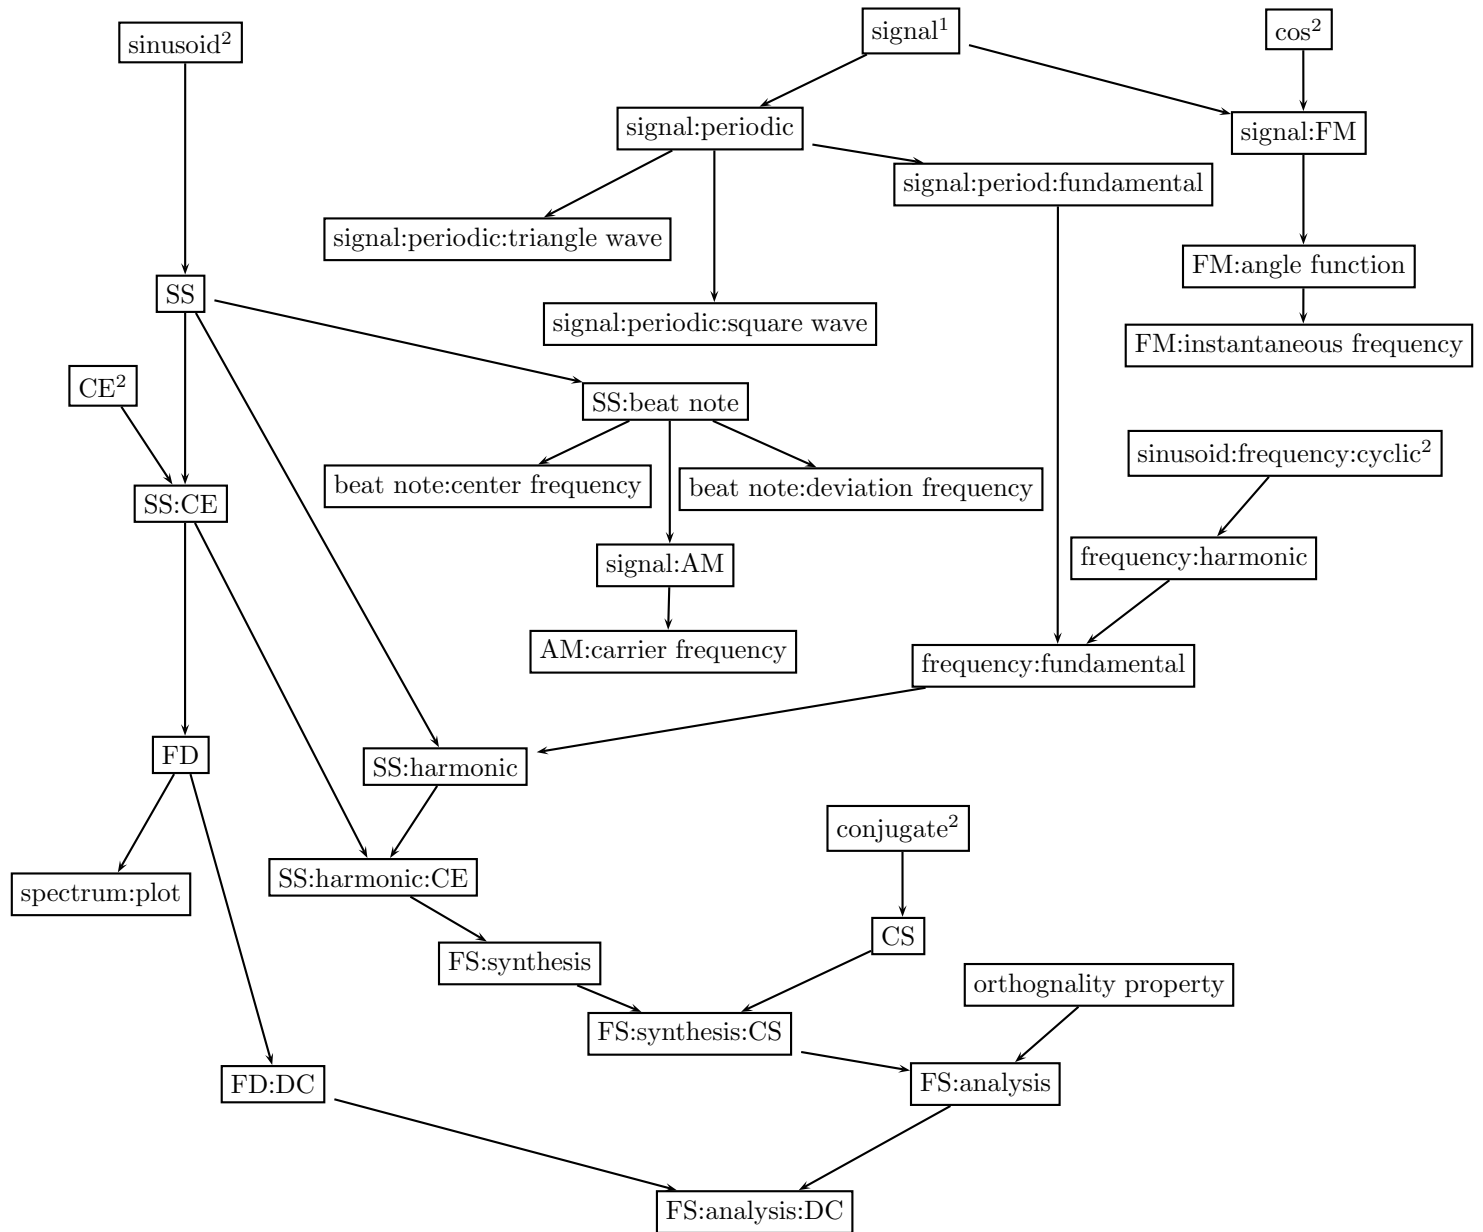 signal¹
cos²
sinusoid²
signal:periodic
signal:FM
signal:period:fundamental
signal:periodic:triangle wave
FM:angle function
SS
signal:periodic:square wave
FM:instantaneous frequency
CE²
SS:beat note
sinusoid:frequency:cyclic²
beat note:center frequency
beat note:deviation frequency
SS:CE
frequency:harmonic
signal:AM
AM:carrier frequency
frequency:fundamental
FD
SS:harmonic
conjugate²
SS:harmonic:CE
spectrum:plot
CS
FS:synthesis
orthognality property
FS:synthesis:CS
FD:DC
FS:analysis
FS:analysis:DC